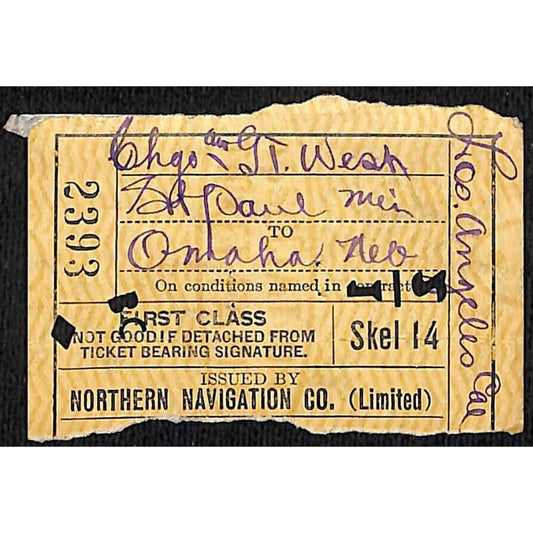 2393
Chgo Gt. West
St paul Min
TO
Omaha. Neb
On conditions named in contract
FIRST CLASS
NOT GOOD IF DETACHED FROM
TICKET BEARING SIGNATURE.
Skel 14
ISSUED BY
NORTHERN NAVIGATION CO. (Limited)
Los. Angeles Cal